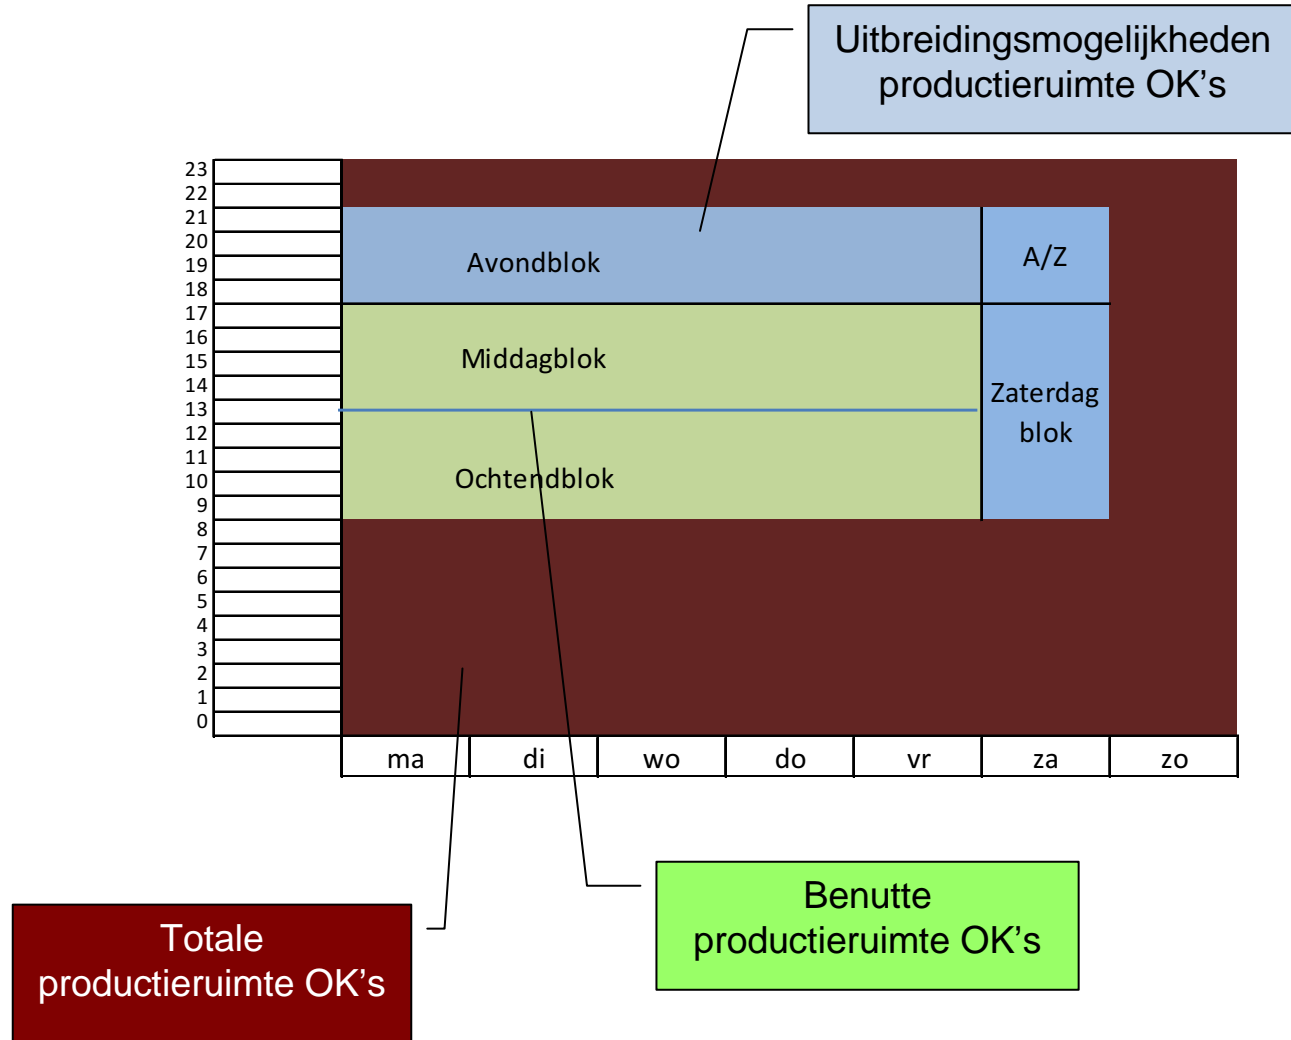 Uitbreidingsmogelijkheden
productieruimte OK's
23
22
21
20
19
18
17
16
15
14
13
12
11
10
9
8
7
6
5
4
3
2
1
0
Avondblok
A/Z
Middagblok
Zaterdag
blok
Ochtendblok
ma di wo do vr za zo
Benutte
productieruimte OK's
Totale
productieruimte OK's